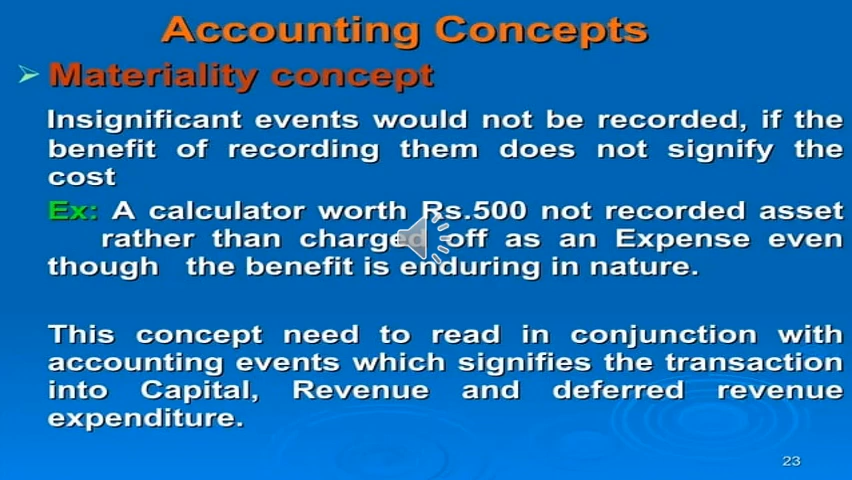 Accounting Concepts
Materiality concept
Insignificant events would not be recorded, if the
benefit of recording them does not signify the
cost
Ex: A calculator worth Rs.500 not recorded asset
rather than charged off as an Expense even
though the benefit is enduring in nature.
This concept need to read in conjunction with
accounting events which signifies the transaction
into Capital, Revenue and deferred revenue
expenditure.
23